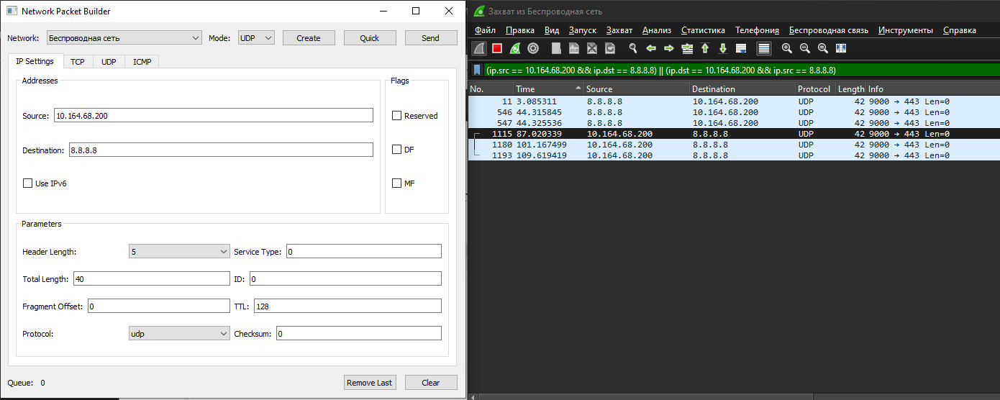 Network Packet Builder
Network: Беспроводная сеть Mode: UDP Create Quick Send
IP Settings TCP UDP ICMP
Addresses Flags
Source: 10.164.68.200 Reserved
Destination: 8.8.8.8 DF
Use IPv6 MF
Parameters
Header Length: 5 Service Type: 0
Total Length: 40 ID: 0
Fragment Offset: 0 TTL: 128
Protocol: udp Checksum: 0
Queue: 0 Remove Last Clear
Захват из Беспроводная сеть
Файл Правка Вид Запуск Захват Анализ Статистика Телефония Беспроводная связь Инструменты Справка
(ip.src == 10.164.68.200 && ip.dst == 8.8.8.8) || (ip.dst == 10.164.68.200 && ip.src == 8.8.8.8)
No. Time Source Destination Protocol Length Info
11 3.085311 8.8.8.8 10.164.68.200 UDP 42 9000 → 443 Len=0
546 44.315845 8.8.8.8 10.164.68.200 UDP 42 9000 → 443 Len=0
547 44.325536 8.8.8.8 10.164.68.200 UDP 42 9000 → 443 Len=0
1115 87.020339 10.164.68.200 8.8.8.8 UDP 42 9000 → 443 Len=0
1180 101.167499 10.164.68.200 8.8.8.8 UDP 42 9000 → 443 Len=0
1193 109.619419 10.164.68.200 8.8.8.8 UDP 42 9000 → 443 Len=0